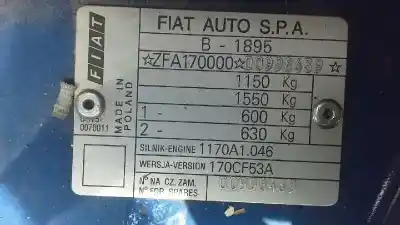 FIAT
FIAT AUTO S.P.A.
B - 1895
☆ZFA170000☆
1150 Kg
1550 Kg
1 - 600 Kg
2 - 630 Kg
MADE IN POLAND
0070011
SILNIK-ENGINE 1170A1.046
WERSJA-VERSION 170CF53A
N° NA CZ. ZAM.
N° FOR SPARES